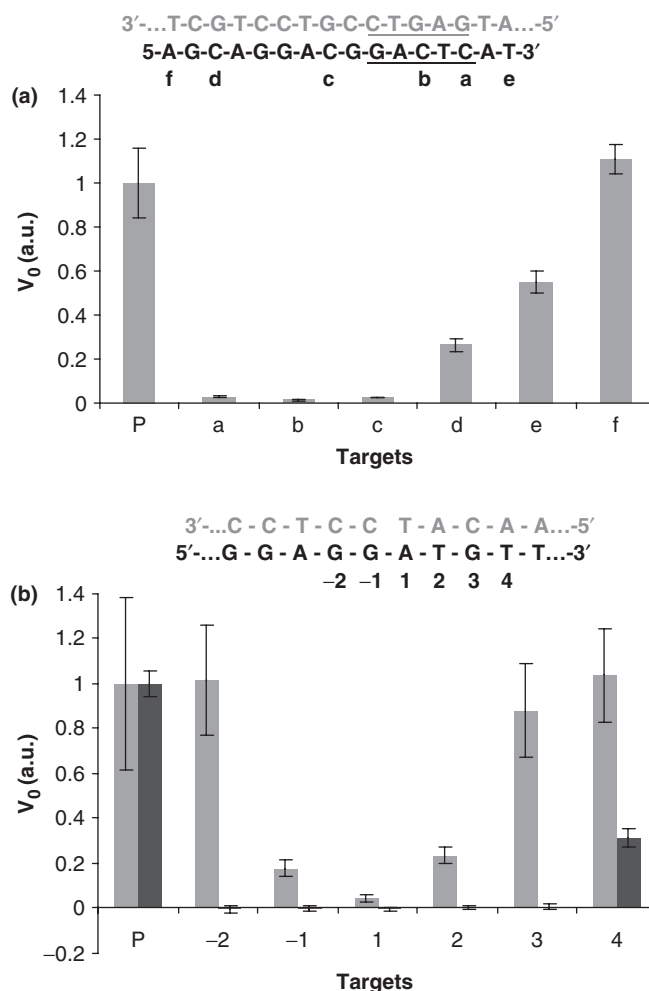 3′-...T-C-G-T-C-C-T-G-C-C-T-G-A-G-T-A...-5′
5-A-G-C-A-G-G-A-C-G-G-A-C-T-C-A-T-3′
f d c b a e
(a)
1.4
1.2
1
0.8
0.6
0.4
0.2
0
V0 (a.u.)
P a b c d e f
Targets
3′-...C - C - T - C - C T - A - C - A - A...-5′
5′-...G - G - A - G - G - A - T - G - T - T...-3′
−2 −1 1 2 3 4
(b)
1.4
1.2
1
0.8
0.6
0.4
0.2
0
−0.2
V0 (a.u.)
P −2 −1 1 2 3 4
Targets